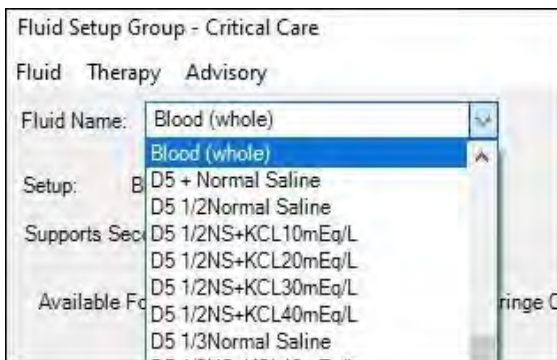 Fluid Setup Group - Critical Care
Fluid Therapy Advisory
Fluid Name: Blood (whole)
Blood (whole)
D5 + Normal Saline
Setup: B
D5 1/2Normal Saline
D5 1/2NS+KCL10mEq/L
Supports Sec
D5 1/2NS+KCL20mEq/L
D5 1/2NS+KCL30mEq/L
Available Fo
D5 1/2NS+KCL40mEq/L
ringe C
D5 1/3Normal Saline